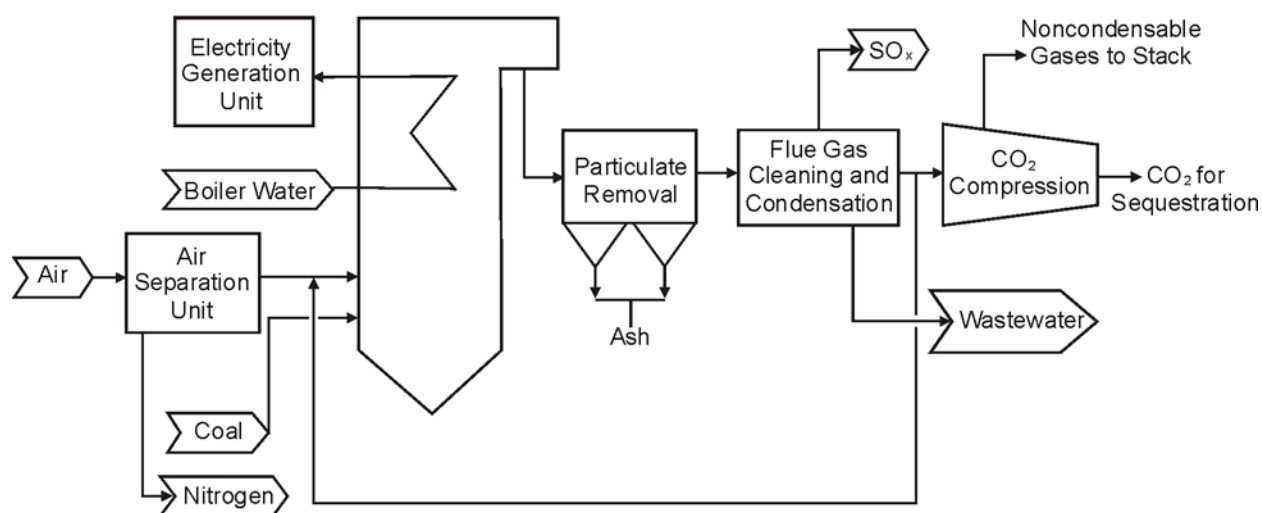 Electricity
Generation
Unit
SOₓ
Noncondensable
Gases to Stack
Boiler Water
Particulate
Removal
Flue Gas
Cleaning and
Condensation
CO₂
Compression
CO₂ for
Sequestration
Air
Air
Separation
Unit
Ash
Wastewater
Coal
Nitrogen